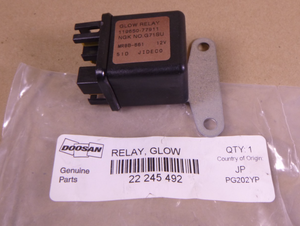 GLOW RELAY
119650-77911
12V
DOOSAN
Genuine
Parts
RELAY, GLOW
22 245 492
QTY: 1
Country of Origin
JP
PG202YP